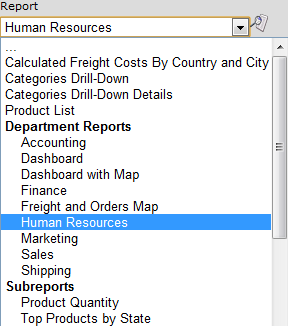 Report
Human Resources
...
Calculated Freight Costs By Country and City
Categories Drill-Down
Categories Drill-Down Details
Product List
Department Reports
Accounting
Dashboard
Dashboard with Map
Finance
Freight and Orders Map
Human Resources
Marketing
Sales
Shipping
Subreports
Product Quantity
Top Products by State